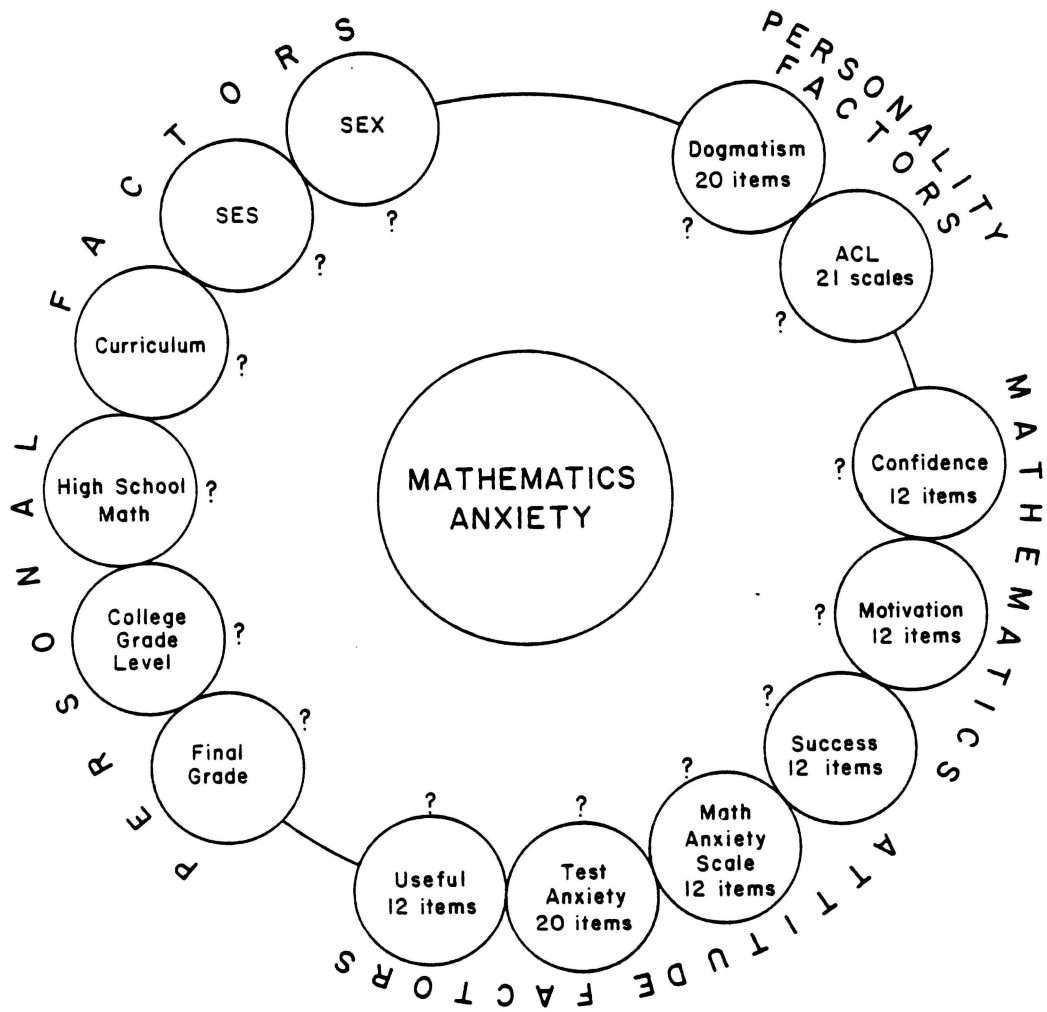 PERSONAL FACTORS
SEX
?
SES
?
Curriculum
?
High School
Math
?
College
Grade
Level
?
Final
Grade
?
PERSONALITY
FACTORS
Dogmatism
20 items
?
ACL
21 scales
?
MATHEMATICS ATTITUDE FACTORS
Confidence
12 items
?
Motivation
12 items
?
Success
12 items
?
Math
Anxiety
Scale
12 items
?
Test
Anxiety
20 items
?
Useful
12 items
?
MATHEMATICS
ANXIETY